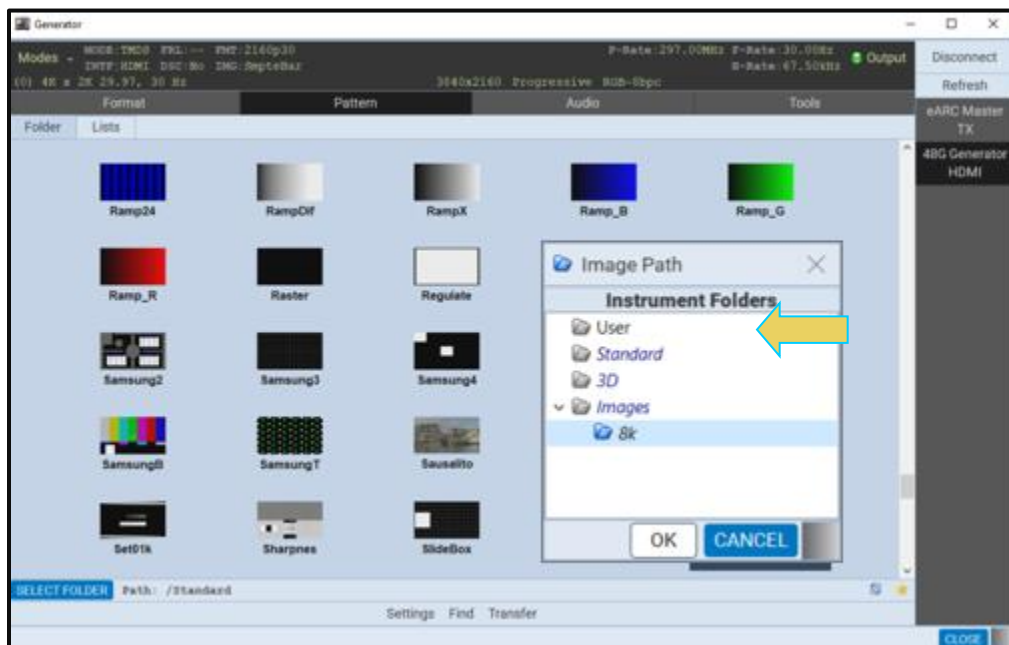 Generator
Modes - MODE:TMDS FRL:-- FMT:2160p30 P-Rate:297.00MHz F-Rate:30.00Hz Output
INTF:HDMI DSC:No IMG:SmpteBar H-Rate:67.50kHz
(0) 4K x 2K 29.97, 30 Hz 3840x2160 Progressive RGB-8bpc
Disconnect
Refresh
eARC Master
TX
48G Generator
HDMI
Format Pattern Audio Tools
Folder Lists
Ramp24 RampDif RampX Ramp_B Ramp_G
Ramp_R Raster Regulate
Samsung2 Samsung3 Samsung4
SamsungB SamsungT Sausalito
Set01k Sharpnes SlideBox
Image Path
Instrument Folders
User
Standard
3D
Images
8k
OK CANCEL
SELECT FOLDER Path: /Standard
Settings Find Transfer
CLOSE